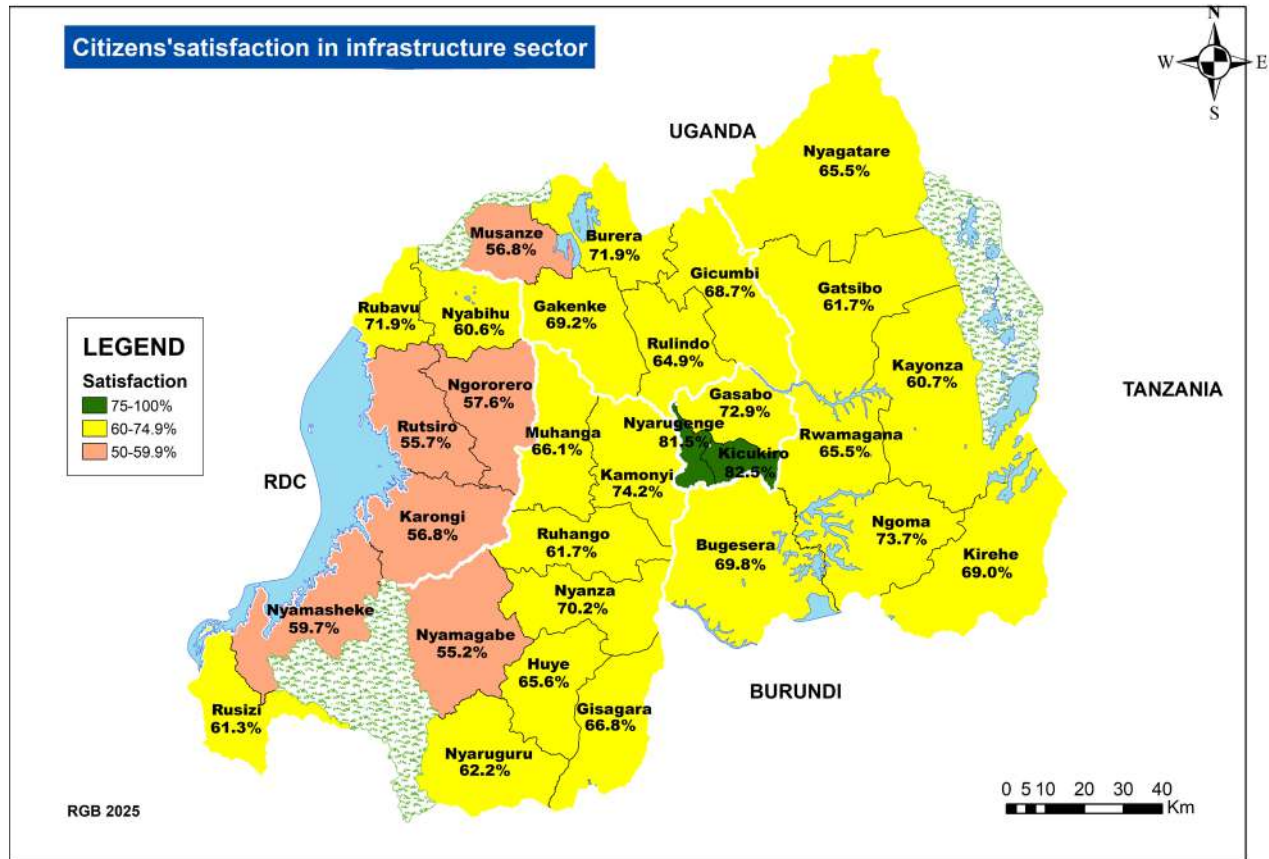 Citizens'satisfaction in infrastructure sector
N
W
E
S
UGANDA
Nyagatare
65.5%
Musanze
56.8%
Burera
71.9%
Gicumbi
68.7%
Gatsibo
61.7%
Rubavu
71.9%
Nyabihu
60.6%
Gakenke
69.2%
Rulindo
64.9%
Kayonza
60.7%
TANZANIA
LEGEND
Satisfaction
75-100%
60-74.9%
50-59.9%
Ngororero
57.6%
Rutsiro
55.7%
Gasabo
72.9%
Nyarugenge
81.5%
Kicukiro
82.5%
Rwamagana
65.5%
Muhanga
66.1%
Kamonyi
74.2%
RDC
Karongi
56.8%
Ruhango
61.7%
Bugesera
69.8%
Ngoma
73.7%
Kirehe
69.0%
Nyamasheke
59.7%
Nyanza
70.2%
Nyamagabe
55.2%
Huye
65.6%
BURUNDI
Rusizi
61.3%
Gisagara
66.8%
Nyaruguru
62.2%
RGB 2025
0 5 10 20 30 40
Km